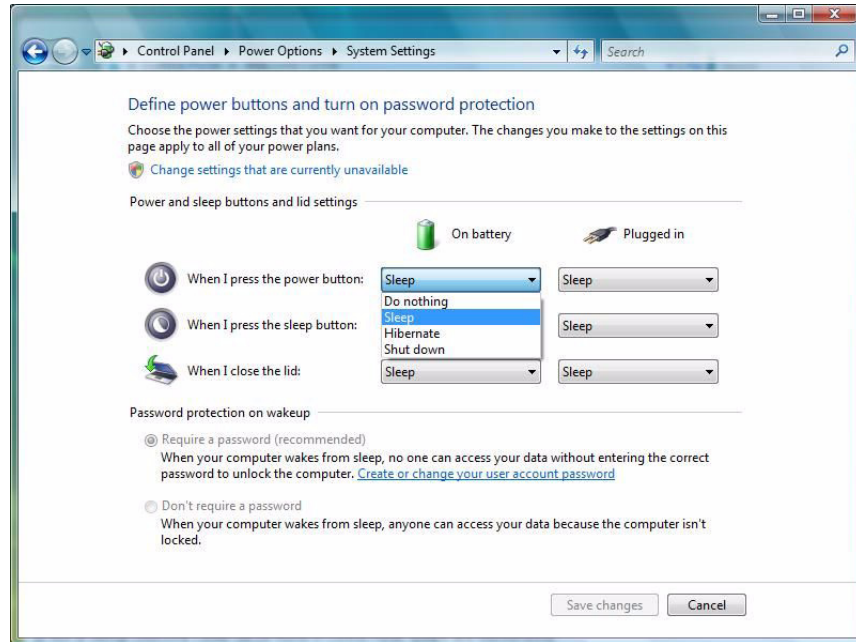 Control Panel Power Options System Settings
Search
Define power buttons and turn on password protection
Choose the power settings that you want for your computer. The changes you make to the settings on this
page apply to all of your power plans.
Change settings that are currently unavailable
Power and sleep buttons and lid settings
On battery Plugged in
When I press the power button: Sleep Sleep
Do nothing
Sleep
Hibernate
Shut down
When I press the sleep button: Sleep
When I close the lid: Sleep Sleep
Password protection on wakeup
Require a password (recommended)
When your computer wakes from sleep, no one can access your data without entering the correct
password to unlock the computer. Create or change your user account password
Don't require a password
When your computer wakes from sleep, anyone can access your data because the computer isn't
locked.
Save changes Cancel